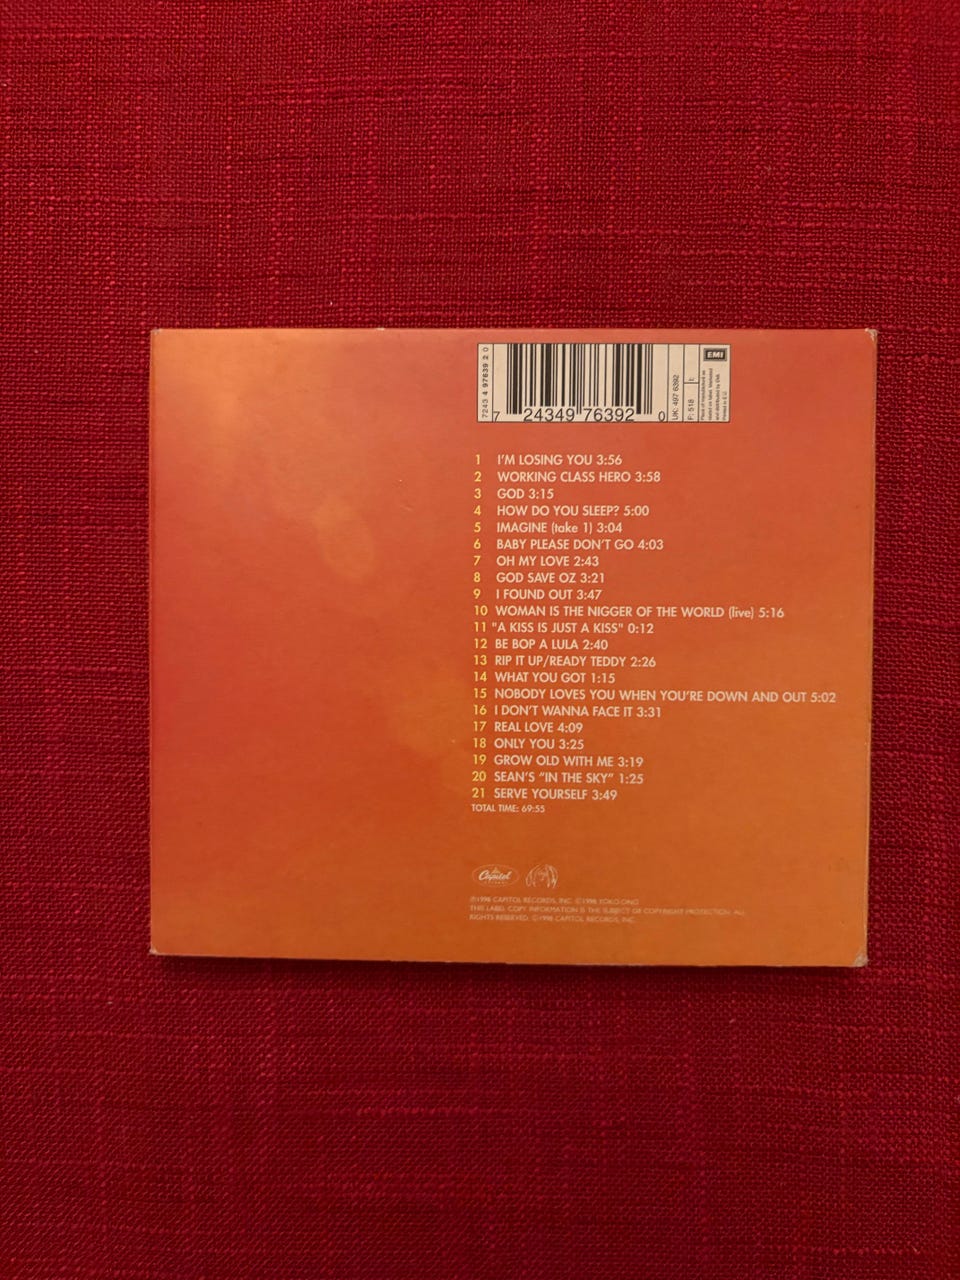 7243 4 97639 2 0
7 24349 76392 0
UK: 497 6392
F: 518
EMI
1 I'M LOSING YOU 3:56
2 WORKING CLASS HERO 3:58
3 GOD 3:15
4 HOW DO YOU SLEEP? 5:00
5 IMAGINE (take 1) 3:04
6 BABY PLEASE DON'T GO 4:03
7 OH MY LOVE 2:43
8 GOD SAVE OZ 3:21
9 I FOUND OUT 3:47
10 WOMAN IS THE NIGGER OF THE WORLD (live) 5:16
11 "A KISS IS JUST A KISS" 0:12
12 BE BOP A LULA 2:40
13 RIP IT UP/READY TEDDY 2:26
14 WHAT YOU GOT 1:15
15 NOBODY LOVES YOU WHEN YOU'RE DOWN AND OUT 5:02
16 I DON'T WANNA FACE IT 3:31
17 REAL LOVE 4:09
18 ONLY YOU 3:25
19 GROW OLD WITH ME 3:19
20 SEAN'S "IN THE SKY" 1:25
21 SERVE YOURSELF 3:49
TOTAL TIME: 69:55
Capitol
℗1998 CAPITOL RECORDS, INC. ©1998 YOKO ONO
THIS LABEL COPY INFORMATION IS THE SUBJECT OF COPYRIGHT PROTECTION. ALL
RIGHTS RESERVED. ©1998 CAPITOL RECORDS, INC.